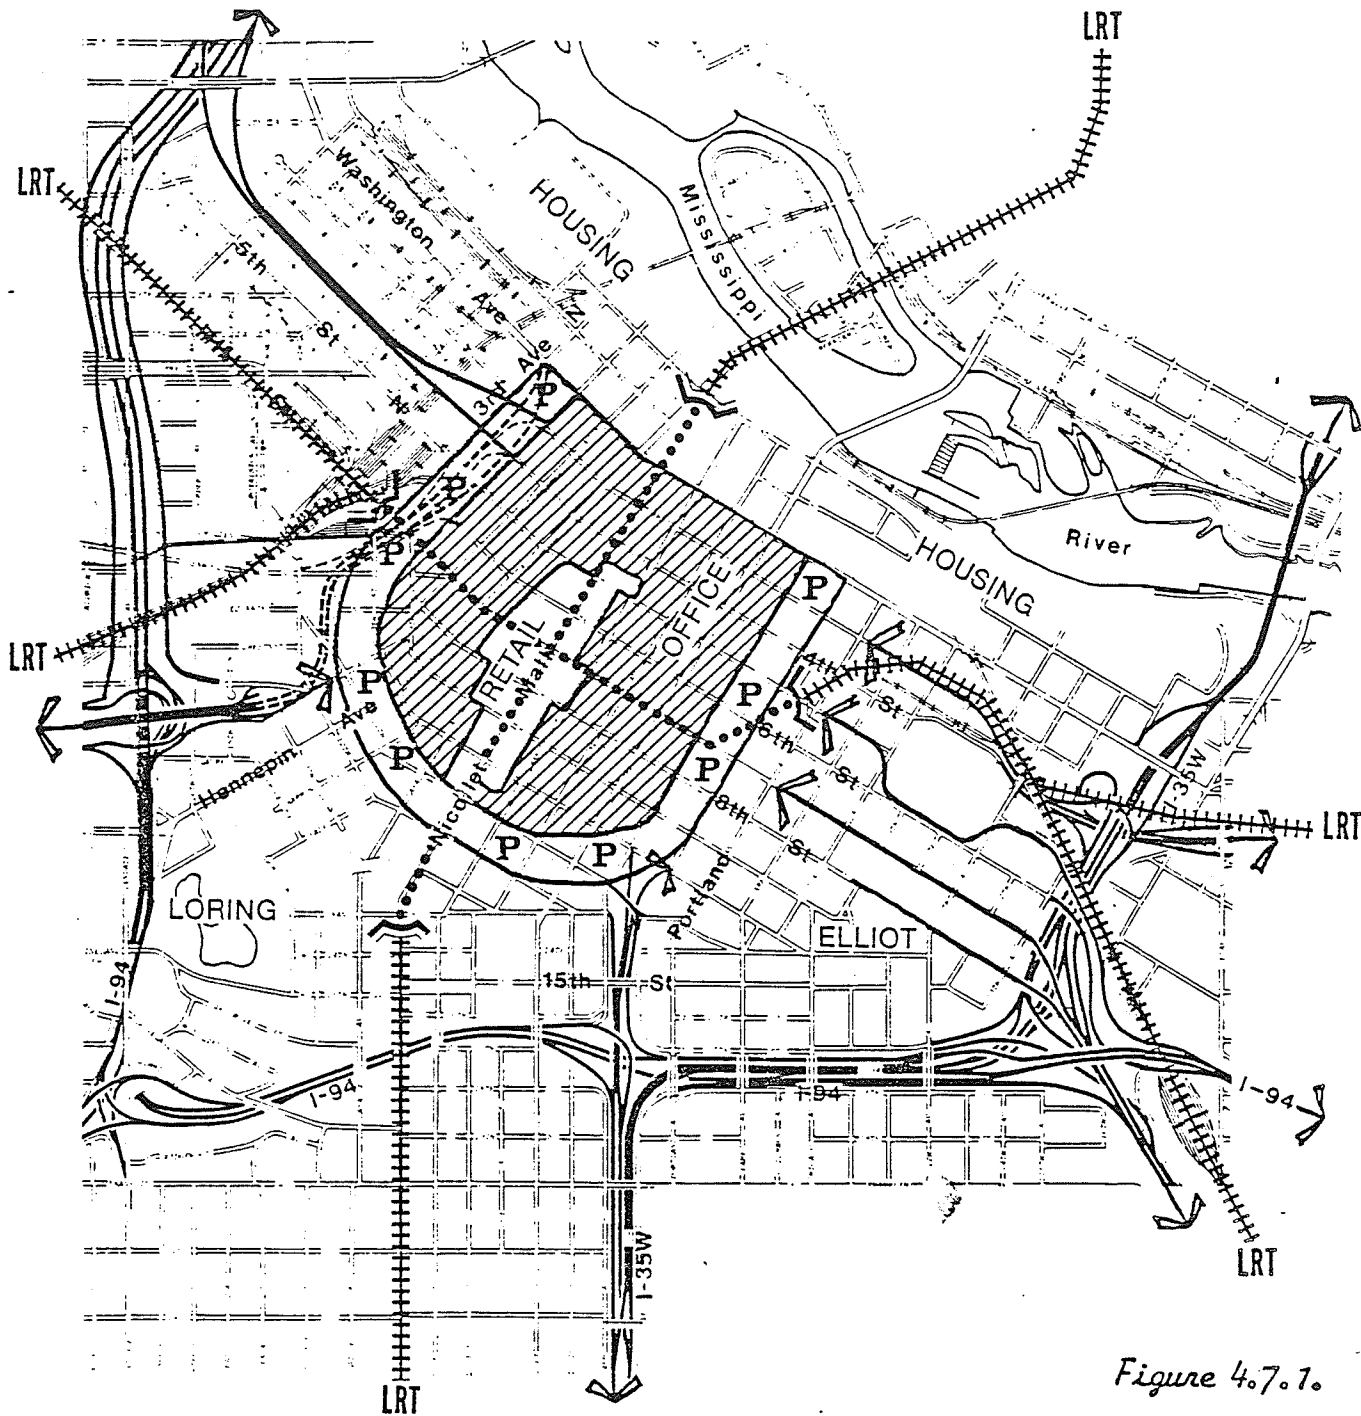 LRT
LRT
Washington Ave N
HOUSING
Mississippi
5th St N
3rd Ave
P
P
P
HOUSING
River
OFFICE
P
RETAIL
4th St
LRT
P
P
Nicollet Mall
6th St
Hennepin Ave
P
P
8th St
I-35W
LRT
P
P
Portland
LORING
ELLIOT
15th St
I-94
I-94
I-94
I-94
I-35W
LRT
LRT
Figure 4.7.1.